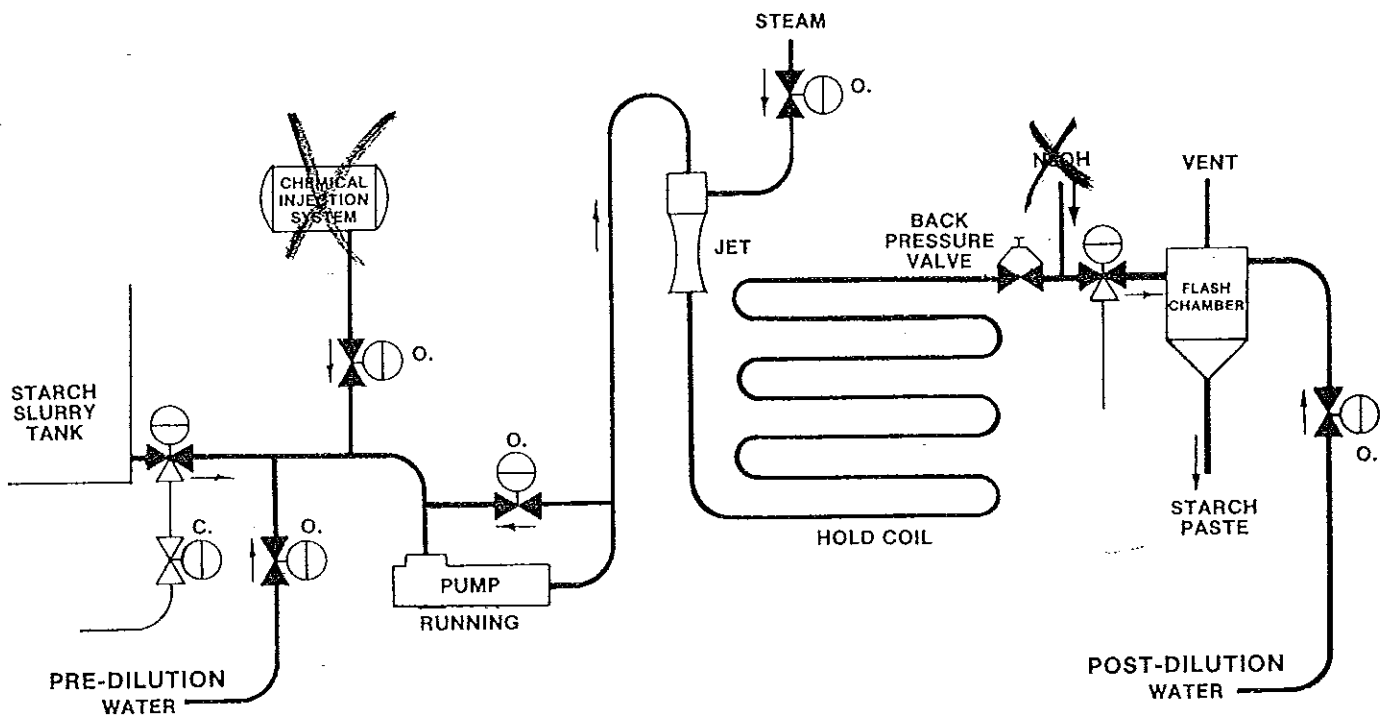 STEAM
O.
CHEMICAL
INJECTION
SYSTEM
NaOH
VENT
JET
BACK
PRESSURE
VALVE
FLASH
CHAMBER
O.
STARCH
SLURRY
TANK
O.
O.
C.
O.
PUMP
RUNNING
HOLD COIL
STARCH
PASTE
PRE-DILUTION
WATER
POST-DILUTION
WATER